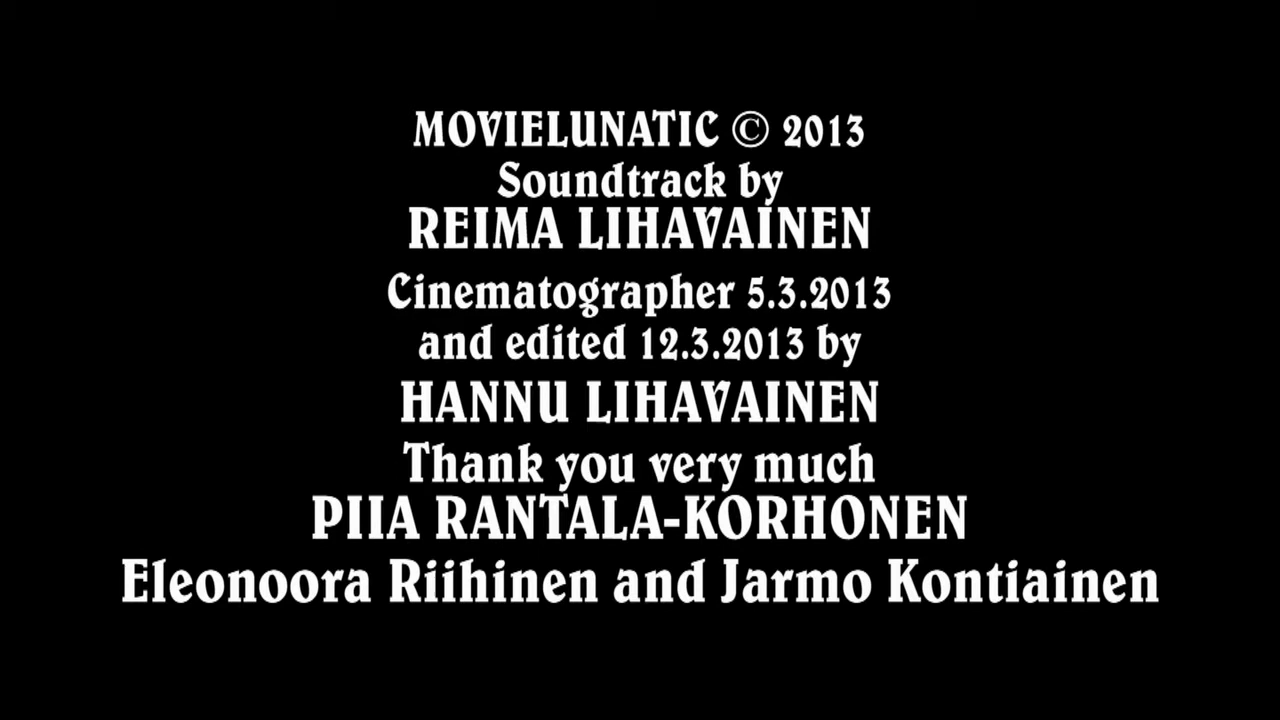 MOVIELUNATIC © 2013
Soundtrack by
REIMA LIHAVAINEN
Cinematographer 5.3.2013
and edited 12.3.2013 by
HANNU LIHAVAINEN
Thank you very much
PIIA RANTALA-KORHONEN
Eleonoora Riihinen and Jarmo Kontiainen